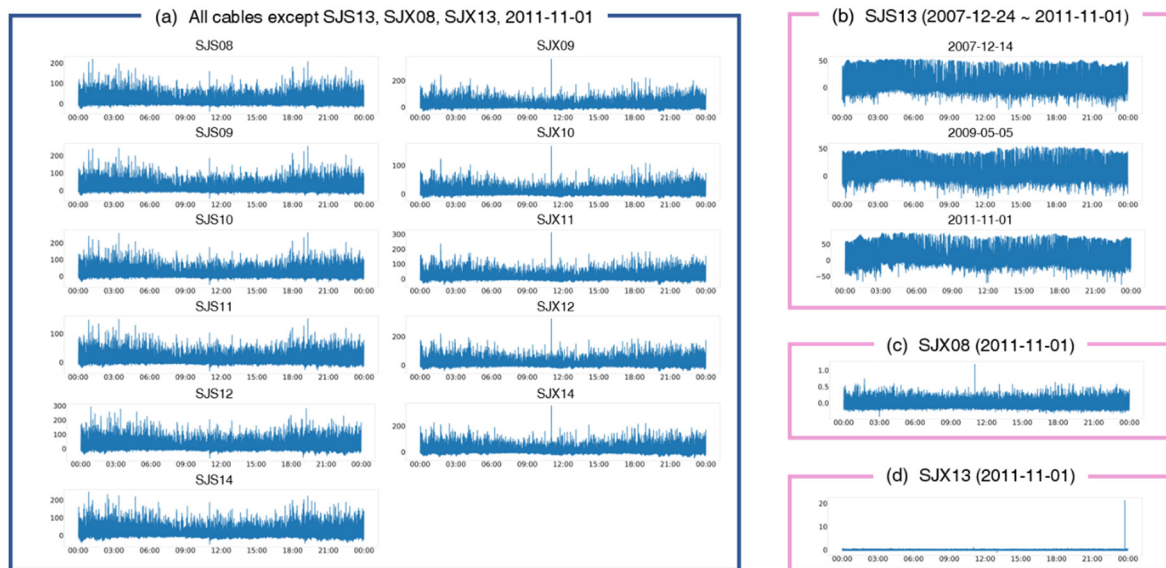 (a) All cables except SJS13, SJX08, SJX13, 2011-11-01
SJS08
200
100
0
00:00 03:00 06:00 09:00 12:00 15:00 18:00 21:00 00:00
SJS09
200
100
0
00:00 03:00 06:00 09:00 12:00 15:00 18:00 21:00 00:00
SJS10
200
100
0
00:00 03:00 06:00 09:00 12:00 15:00 18:00 21:00 00:00
SJS11
100
0
00:00 03:00 06:00 09:00 12:00 15:00 18:00 21:00 00:00
SJS12
300
200
100
0
00:00 03:00 06:00 09:00 12:00 15:00 18:00 21:00 00:00
SJS14
200
100
0
00:00 03:00 06:00 09:00 12:00 15:00 18:00 21:00 00:00
SJX09
200
0
00:00 03:00 06:00 09:00 12:00 15:00 18:00 21:00 00:00
SJX10
100
0
00:00 03:00 06:00 09:00 12:00 15:00 18:00 21:00 00:00
SJX11
300
200
100
0
00:00 03:00 06:00 09:00 12:00 15:00 18:00 21:00 00:00
SJX12
200
0
00:00 03:00 06:00 09:00 12:00 15:00 18:00 21:00 00:00
SJX14
200
0
00:00 03:00 06:00 09:00 12:00 15:00 18:00 21:00 00:00
(b) SJS13 (2007-12-24 ~ 2011-11-01)
2007-12-14
50
0
00:00 03:00 06:00 09:00 12:00 15:00 18:00 21:00 00:00
2009-05-05
50
0
00:00 03:00 06:00 09:00 12:00 15:00 18:00 21:00 00:00
2011-11-01
50
0
−50
00:00 03:00 06:00 09:00 12:00 15:00 18:00 21:00 00:00
(c) SJX08 (2011-11-01)
1.0
0.5
0.0
00:00 03:00 06:00 09:00 12:00 15:00 18:00 21:00 00:00
(d) SJX13 (2011-11-01)
20
10
0
00:00 03:00 06:00 09:00 12:00 15:00 18:00 21:00 00:00